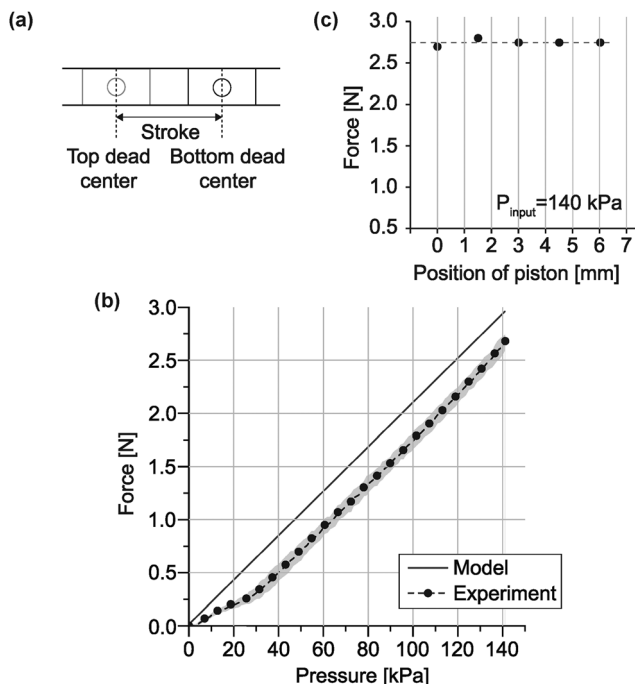 (a)
Stroke
Top dead
center
Bottom dead
center
(c)
3.0
2.5
2.0
1.5
1.0
0.5
Force [N]
P_input=140 kPa
0 1 2 3 4 5 6 7
Position of piston [mm]
(b)
3.0
2.5
2.0
1.5
1.0
0.5
0.0
Force [N]
Model
Experiment
0 20 40 60 80 100 120 140
Pressure [kPa]